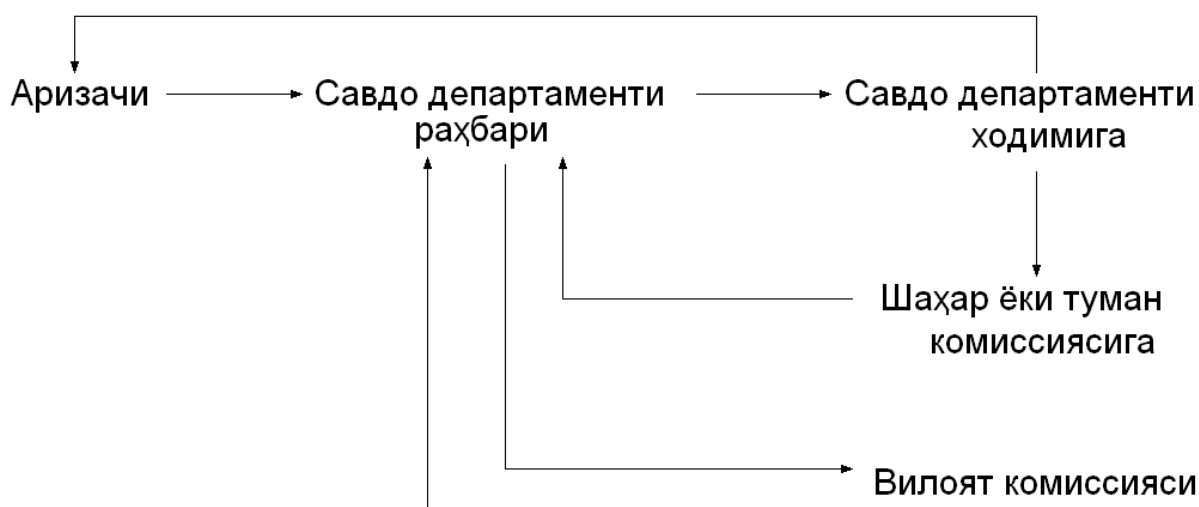 Аризачи
Савдо департаменти
раҳбари
Савдо департаменти
ходимига
Шаҳар ёки туман
комиссиясига
Вилоят комиссияси